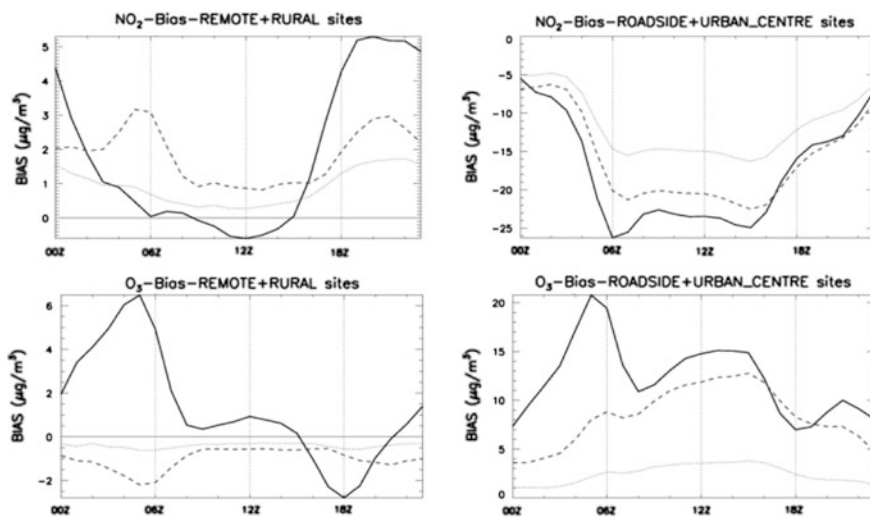 NO₂-Bias-REMOTE+RURAL sites
BIAS (μg/m³)
5
4
3
2
1
0
00Z 06Z 12Z 18Z
NO₂-Bias-ROADSIDE+URBAN_CENTRE sites
BIAS (μg/m³)
0
-5
-10
-15
-20
-25
00Z 06Z 12Z 18Z
O₃-Bias-REMOTE+RURAL sites
BIAS (μg/m³)
6
4
2
0
-2
00Z 06Z 12Z 18Z
O₃-Bias-ROADSIDE+URBAN_CENTRE sites
BIAS (μg/m³)
20
15
10
5
0
00Z 06Z 12Z 18Z